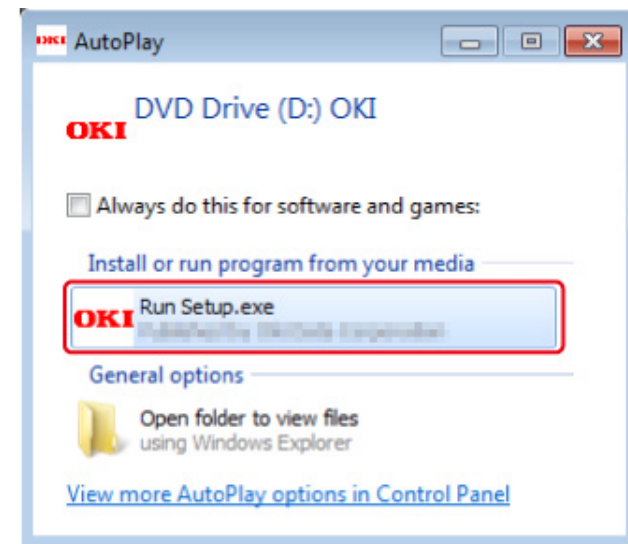 OKI AutoPlay
OKI DVD Drive (D:) OKI
Always do this for software and games:
Install or run program from your media
OKI Run Setup.exe
General options
Open folder to view files
using Windows Explorer
View more AutoPlay options in Control Panel